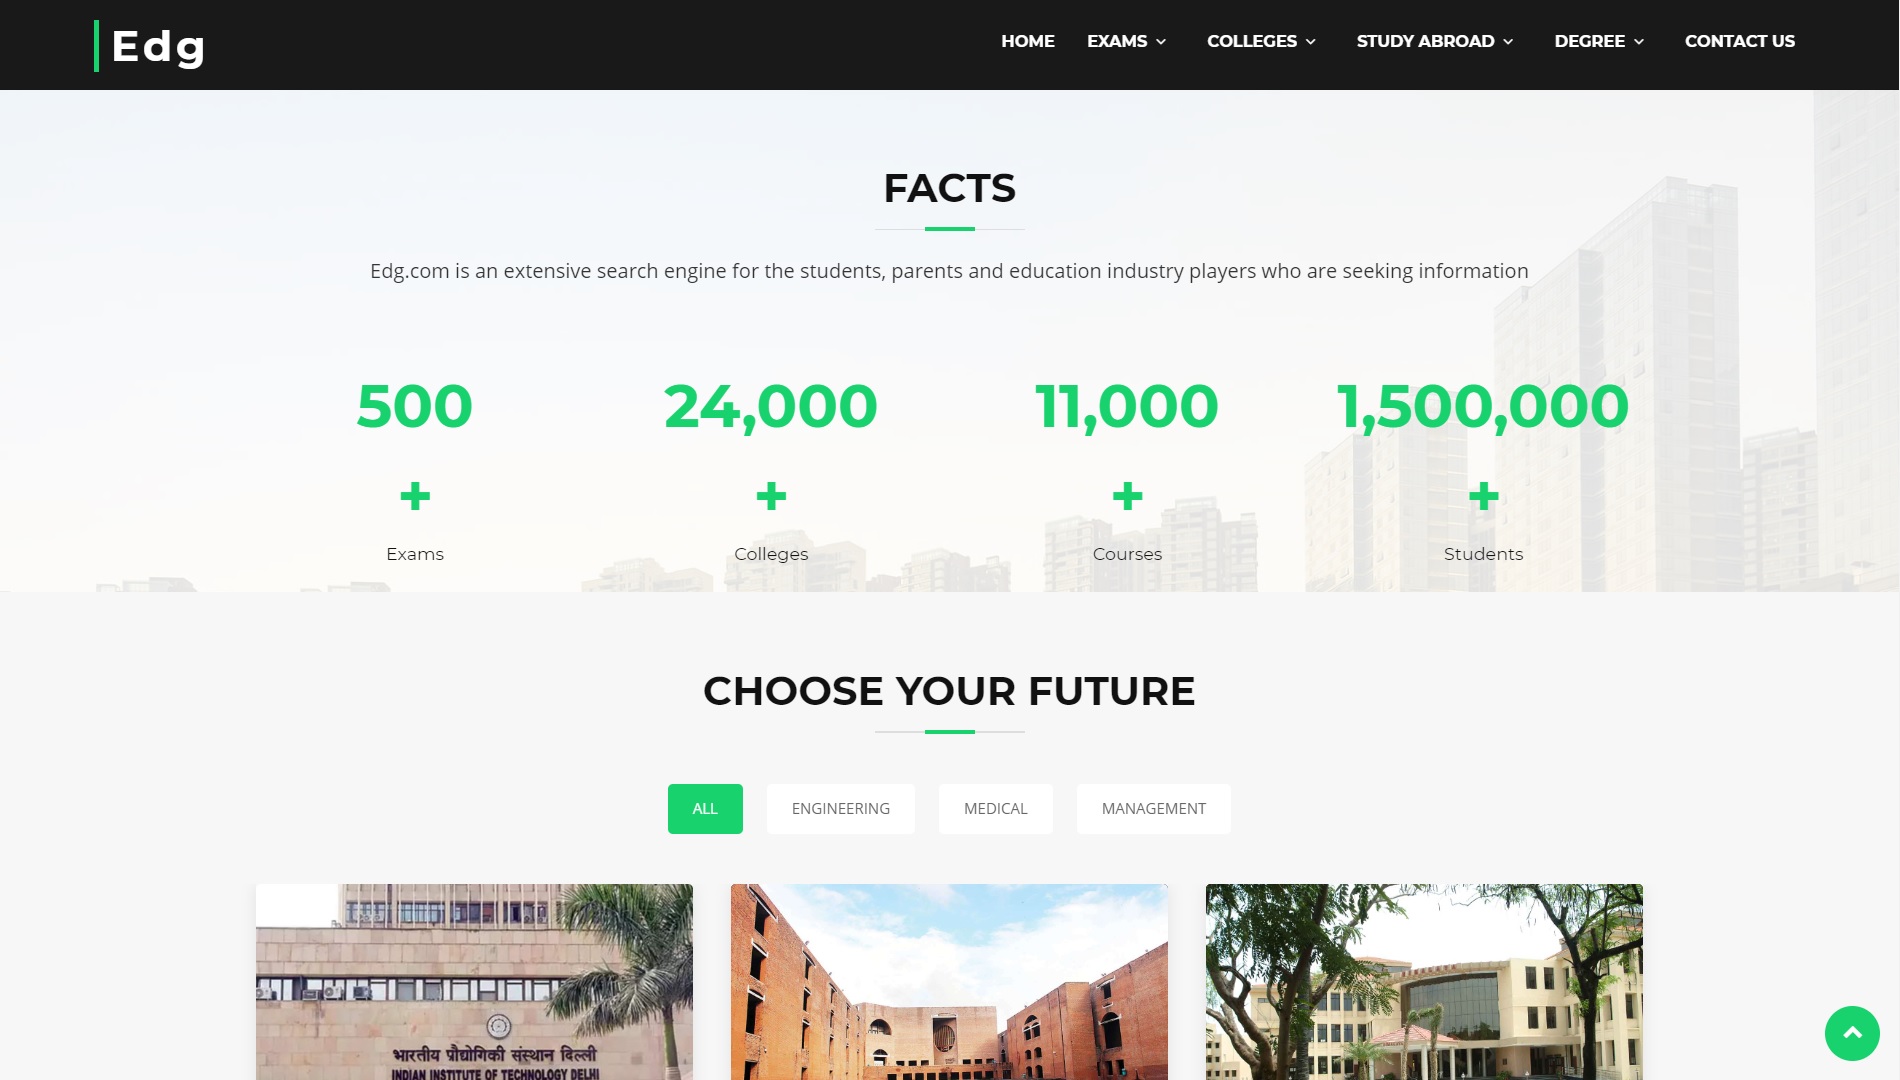 Edg
HOME EXAMS COLLEGES STUDY ABROAD DEGREE CONTACT US
FACTS
Edg.com is an extensive search engine for the students, parents and education industry players who are seeking information
500 24,000 11,000 1,500,000
+ + + +
Exams Colleges Courses Students
CHOOSE YOUR FUTURE
ALL ENGINEERING MEDICAL MANAGEMENT
भारतीय प्रौद्योगिकी संस्थान दिल्ली
INDIAN INSTITUTE OF TECHNOLOGY DELHI